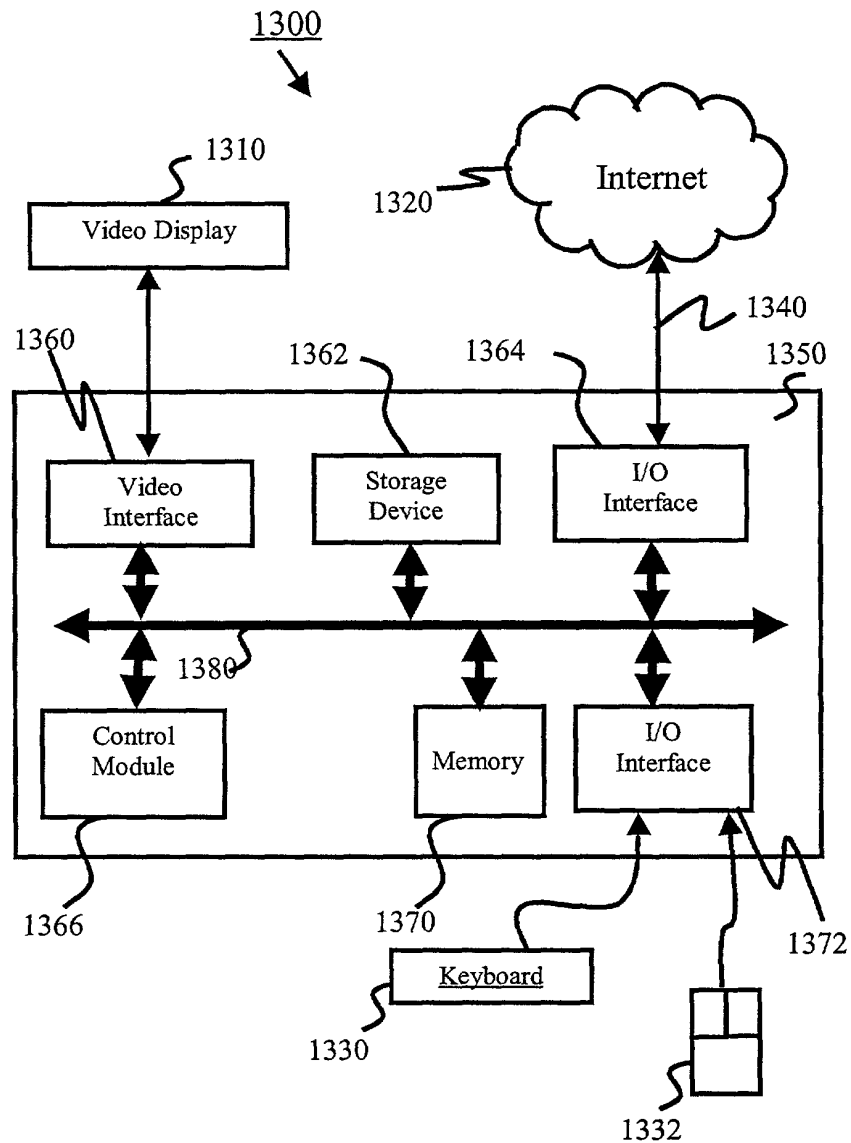 1300
1310
Video Display
Internet
1320
1340
1360
1362
1364
1350
Video
Interface
Storage
Device
I/O
Interface
1380
Control
Module
Memory
I/O
Interface
1366
1370
1372
Keyboard
1330
1332